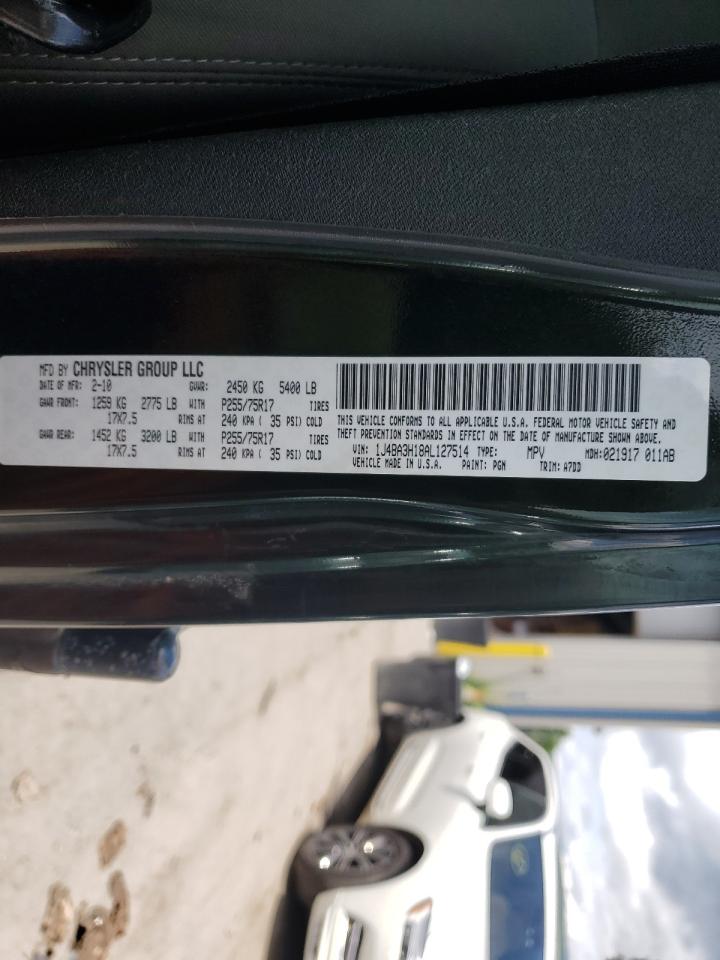 MFD BY CHRYSLER GROUP LLC
DATE OF MFR: 2-10 GVWR: 2450 KG 5400 LB
GAWR FRONT: 1259 KG 2775 LB WITH P255/75R17 TIRES
17X7.5 RIMS AT 240 KPA ( 35 PSI) COLD
GAWR REAR: 1452 KG 3200 LB WITH P255/75R17 TIRES
17X7.5 RIMS AT 240 KPA ( 35 PSI) COLD
THIS VEHICLE CONFORMS TO ALL APPLICABLE U.S.A. FEDERAL MOTOR VEHICLE SAFETY AND
THEFT PREVENTION STANDARDS IN EFFECT ON THE DATE OF MANUFACTURE SHOWN ABOVE.
VIN: 1J4BA3H18AL127514 TYPE: MPV MDH:021917 011AB
VEHICLE MADE IN U.S.A. PAINT: PGN TRIM: A7DD